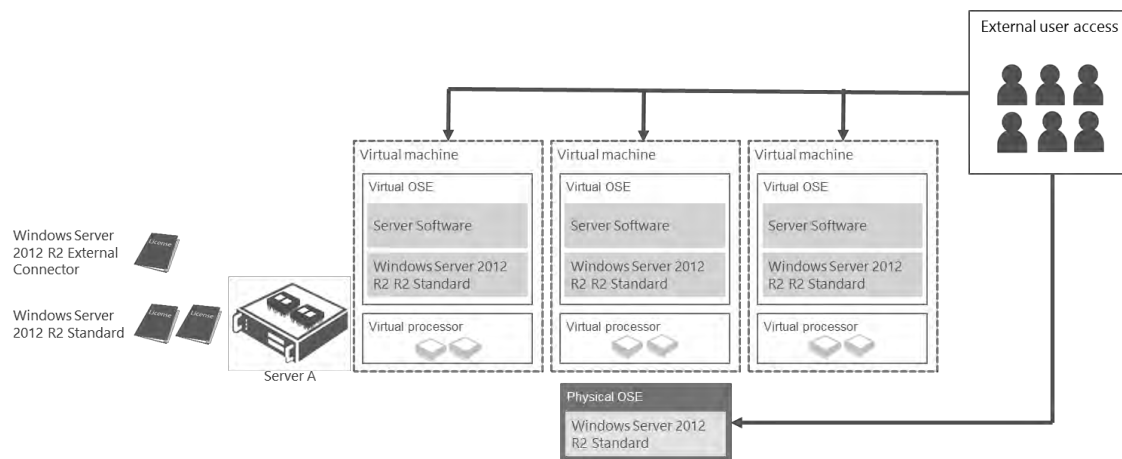 External user access
Virtual machine
Virtual OSE
Server Software
Windows Server 2012
R2 R2 Standard
Virtual processor
Virtual machine
Virtual OSE
Server Software
Windows Server 2012
R2 R2 Standard
Virtual processor
Virtual machine
Virtual OSE
Server Software
Windows Server 2012
R2 R2 Standard
Virtual processor
Windows Server
2012 R2 External
Connector
License
Windows Server
2012 R2 Standard
License
License
Server A
Physical OSE
Windows Server 2012
R2 Standard